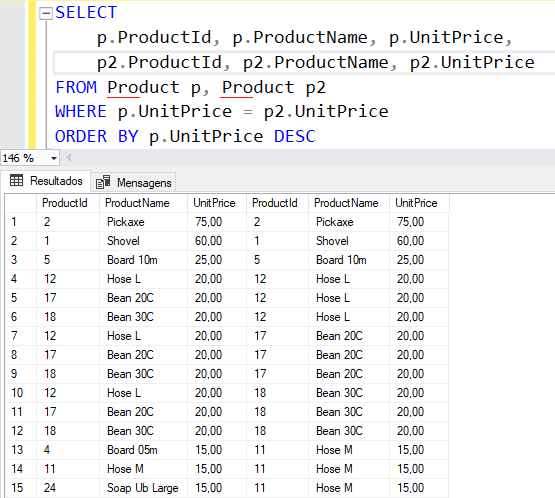 SELECT
p.ProductId, p.ProductName, p.UnitPrice,
p2.ProductId, p2.ProductName, p2.UnitPrice
FROM Product p, Product p2
WHERE p.UnitPrice = p2.UnitPrice
ORDER BY p.UnitPrice DESC
146 %
Resultados Mensagens
ProductId ProductName UnitPrice ProductId ProductName UnitPrice
1 2 Pickaxe 75,00 2 Pickaxe 75,00
2 1 Shovel 60,00 1 Shovel 60,00
3 5 Board 10m 25,00 5 Board 10m 25,00
4 12 Hose L 20,00 12 Hose L 20,00
5 17 Bean 20C 20,00 12 Hose L 20,00
6 18 Bean 30C 20,00 12 Hose L 20,00
7 12 Hose L 20,00 17 Bean 20C 20,00
8 17 Bean 20C 20,00 17 Bean 20C 20,00
9 18 Bean 30C 20,00 17 Bean 20C 20,00
10 12 Hose L 20,00 18 Bean 30C 20,00
11 17 Bean 20C 20,00 18 Bean 30C 20,00
12 18 Bean 30C 20,00 18 Bean 30C 20,00
13 4 Board 05m 15,00 11 Hose M 15,00
14 11 Hose M 15,00 11 Hose M 15,00
15 24 Soap Ub Large 15,00 11 Hose M 15,00